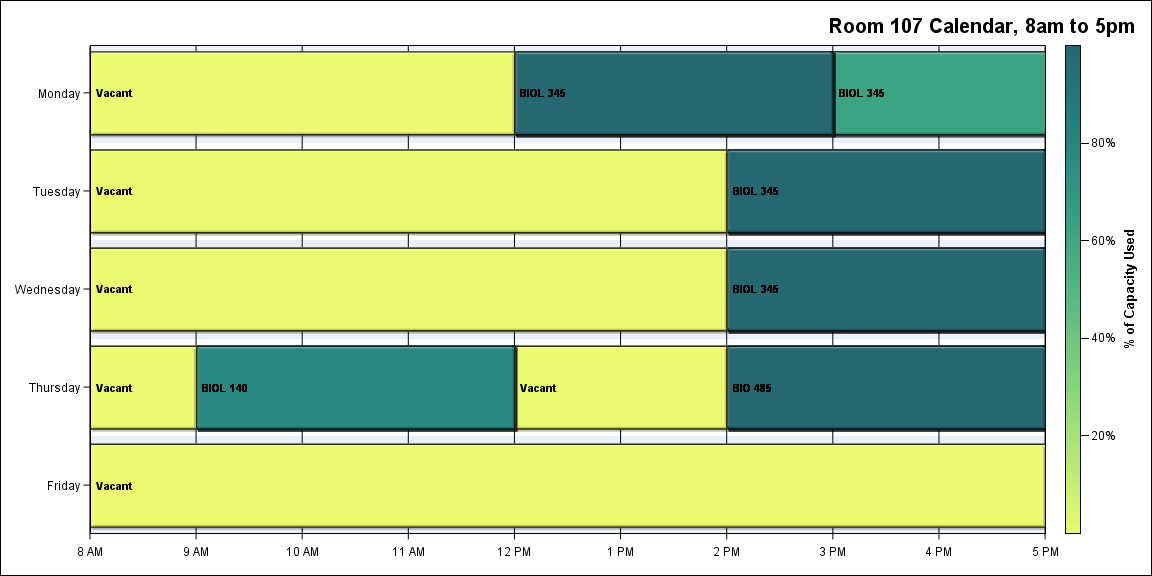 Room 107 Calendar, 8am to 5pm
Monday
Vacant
BIOL 345
BIOL 345
Tuesday
Vacant
BIOL 345
Wednesday
Vacant
BIOL 345
Thursday
Vacant
BIOL 140
Vacant
BIO 485
Friday
Vacant
8 AM 9 AM 10 AM 11 AM 12 PM 1 PM 2 PM 3 PM 4 PM 5 PM
80%
60%
40%
20%
% of Capacity Used